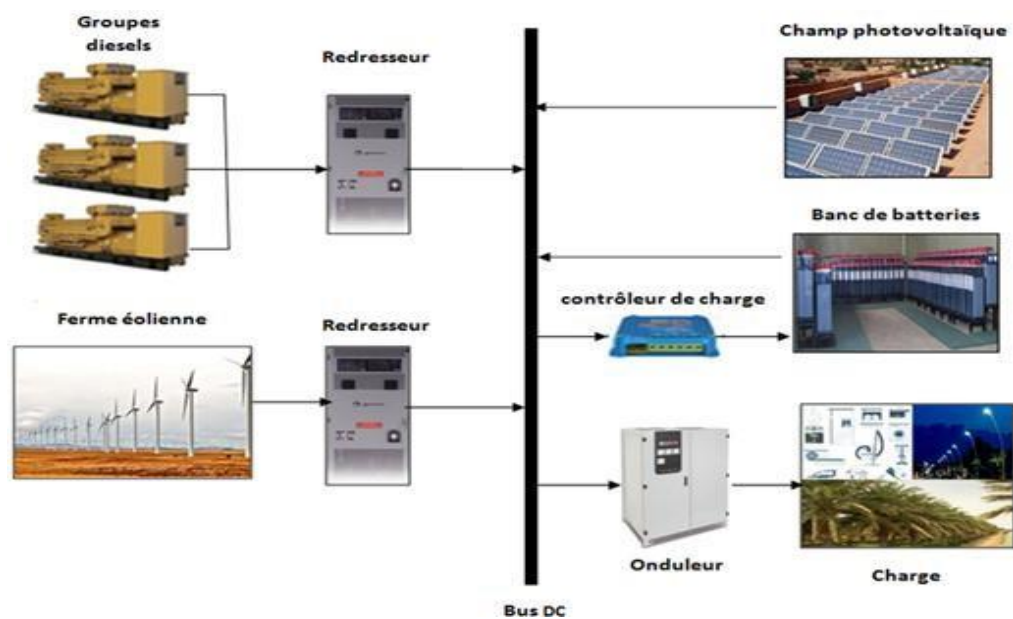 Groupes
diesels
Redresseur
Champ photovoltaïque
Banc de batteries
contrôleur de charge
Ferme éolienne
Redresseur
Onduleur
Charge
Bus DC